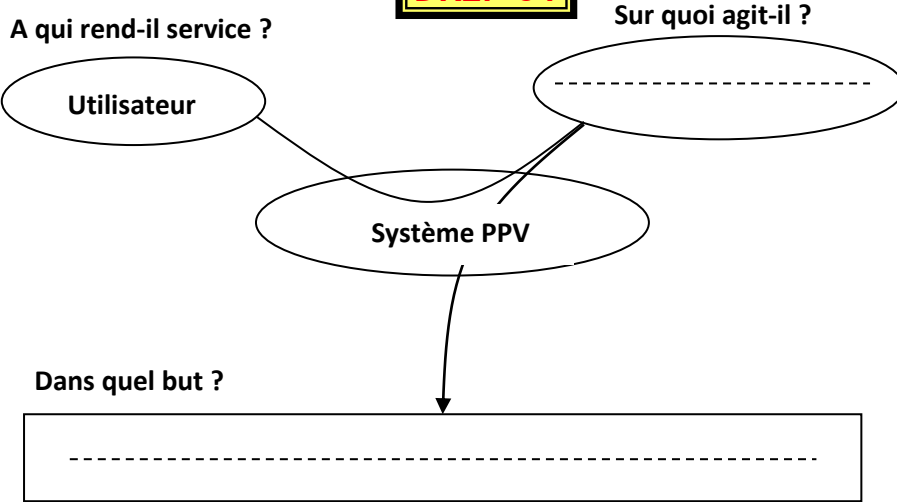 A qui rend-il service ?
Sur quoi agit-il ?
Utilisateur
Système PPV
Dans quel but ?